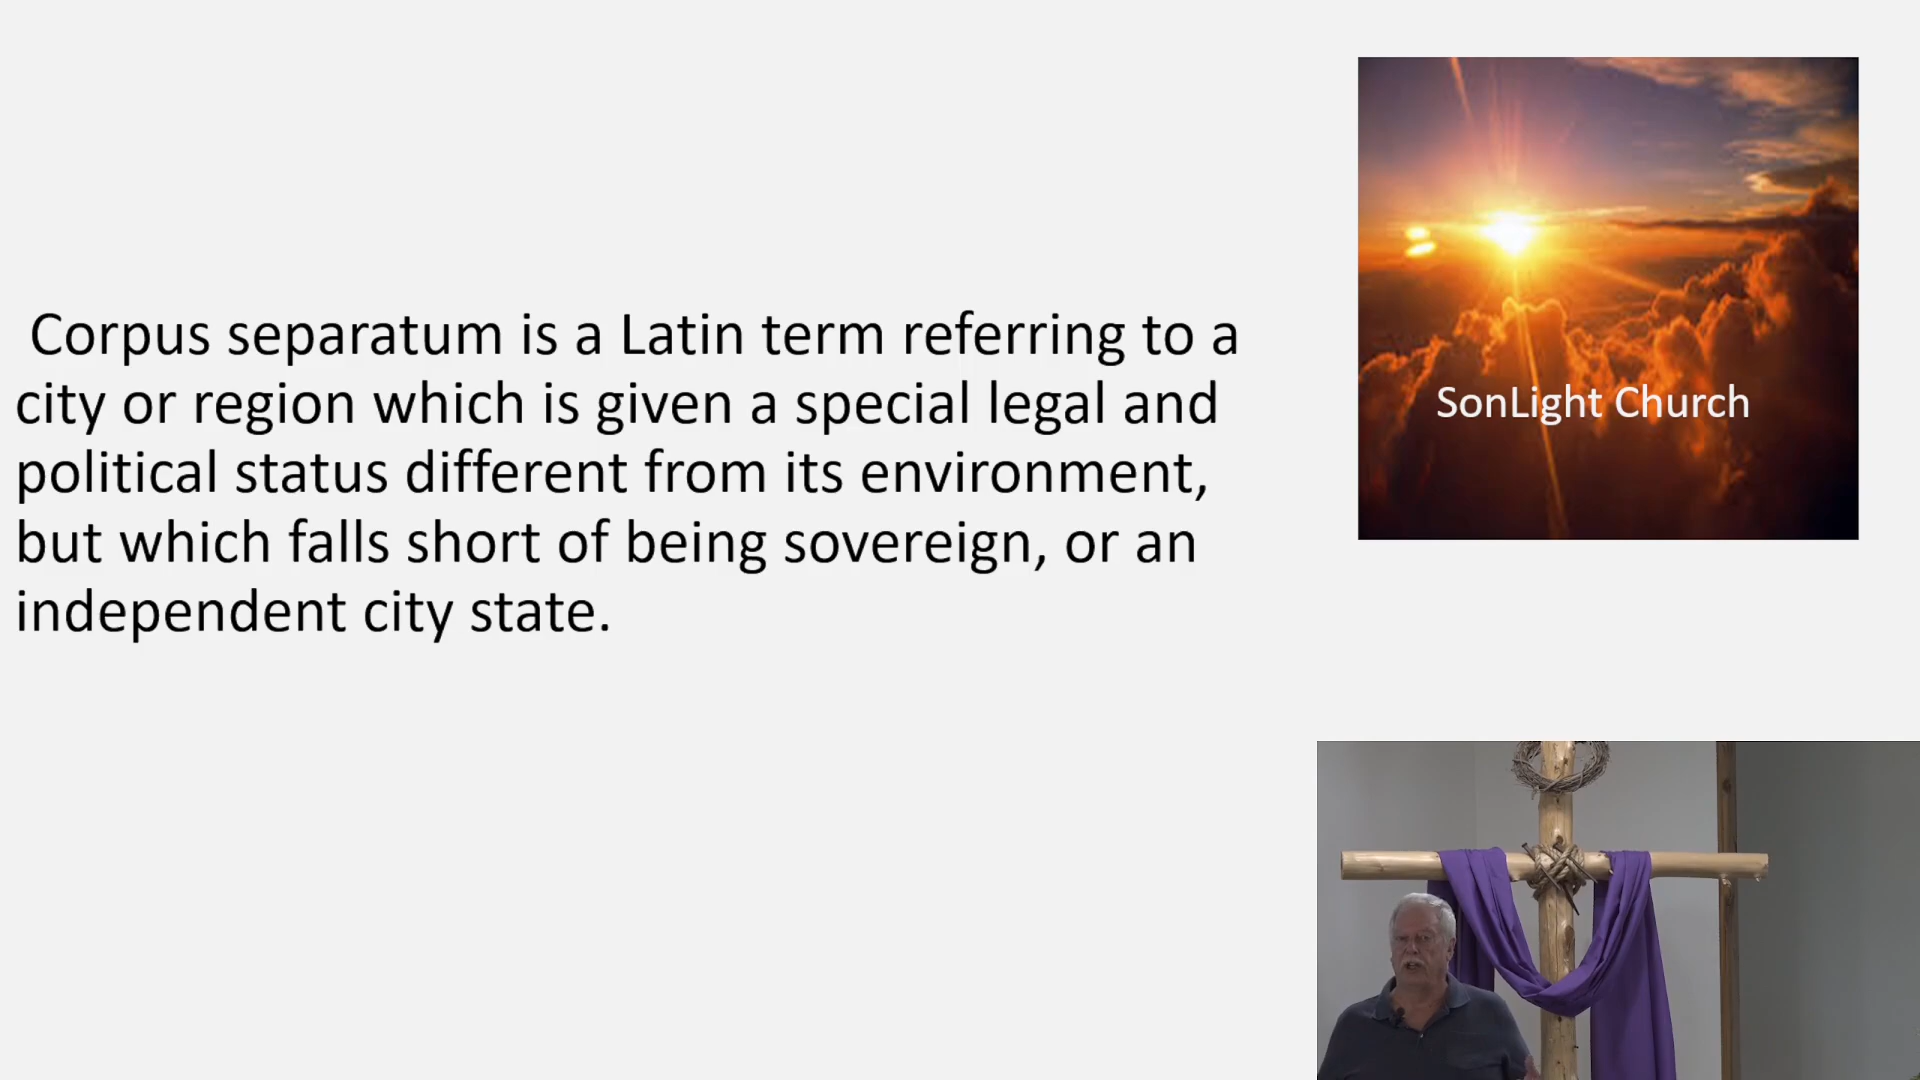 Corpus separatum is a Latin term referring to a
city or region which is given a special legal and
political status different from its environment,
but which falls short of being sovereign, or an
independent city state.
SonLight Church